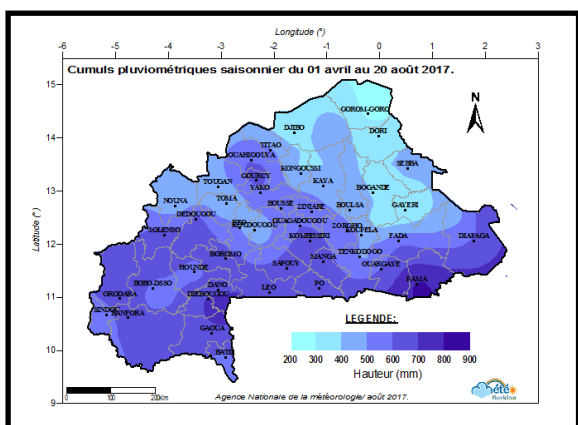 Longitude (°)
-6 -5 -4 -3 -2 -1 0 1 2 3
Cumuls pluviométriques saisonnier du 01 avril au 20 août 2017.
15
GOROM-GORO
N
DJIBO
DORI
14
TITAO
OUAHIGOUYA
SEBBA
KONGOUSSI
GOURCY
TOUGAN
YAKO
KAYA
13
BOGANDE
NOUNA
TOMA
BOUSSE
ZINIARE
BOULSA
GAYERI
DEDOUGOU
REO
KOUDOUGOU
OUAGADOUGOU
ZORGHO
SOLENZO
KOMBISSIRI
KOUPELA
FADA
DIAPAGA
12
BOROMO
MANGA
TENKODOGO
HOUNDE
SAPOUY
OUARGAYE
BOBO-DSSO
DANO
LEO
PO
PAMA
11
ORODARA
DIEBOUGOU
SINDOU
BANFORA
GAOUA
LEGENDE:
10
BATIE
200 300 400 500 600 700 800 900
Hauteur (mm)
Latitude (°)
0 100 200km
Agence Nationale de la météorologie/ août 2017.
météo
Burkina
9